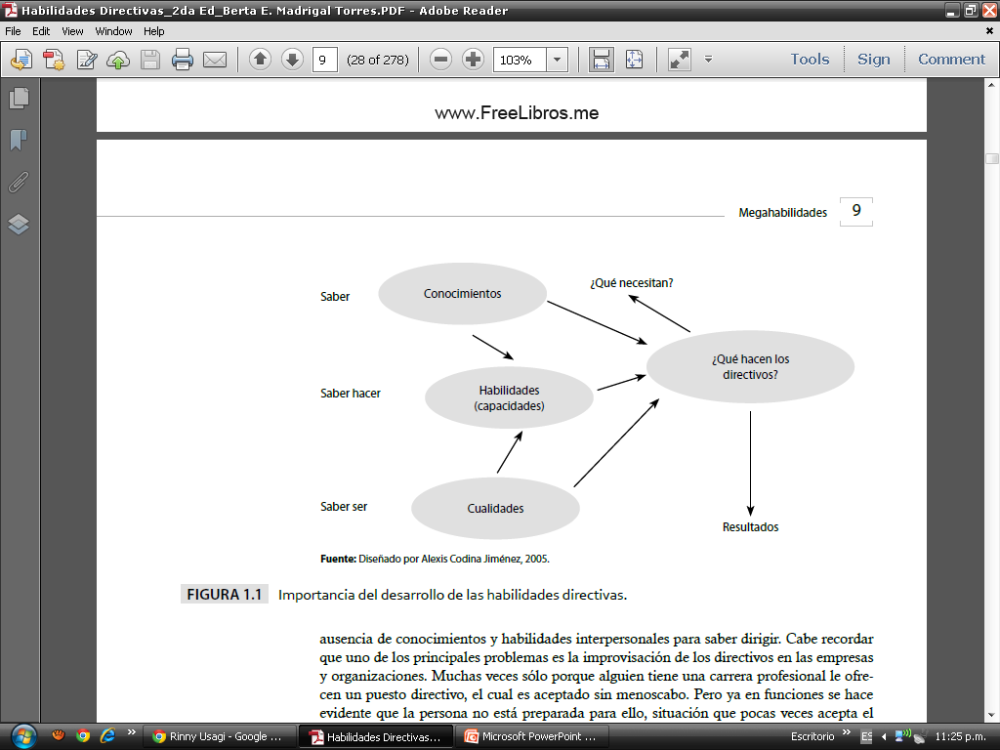 Habilidades Directivas_2da Ed_Berta E. Madrigal Torres.PDF - Adobe Reader
File Edit View Window Help
9 (28 of 278) 103% Tools Sign Comment
www.FreeLibros.me
Megahabilidades 9
Saber
Conocimientos
¿Qué necesitan?
¿Qué hacen los
directivos?
Saber hacer
Habilidades
(capacidades)
Saber ser
Cualidades
Resultados
Fuente: Diseñado por Alexis Codina Jiménez, 2005.
FIGURA 1.1 Importancia del desarrollo de las habilidades directivas.
ausencia de conocimientos y habilidades interpersonales para saber dirigir. Cabe recordar
que uno de los principales problemas es la improvisación de los directivos en las empresas
y organizaciones. Muchas veces sólo porque alguien tiene una carrera profesional le ofre-
cen un puesto directivo, el cual es aceptado sin menoscabo. Pero ya en funciones se hace
evidente que la persona no está preparada para ello, situación que pocas veces acepta el
Rinny Usagi - Google ... Habilidades Directivas... Microsoft PowerPoint ... Escritorio ES 11:25 p.m.